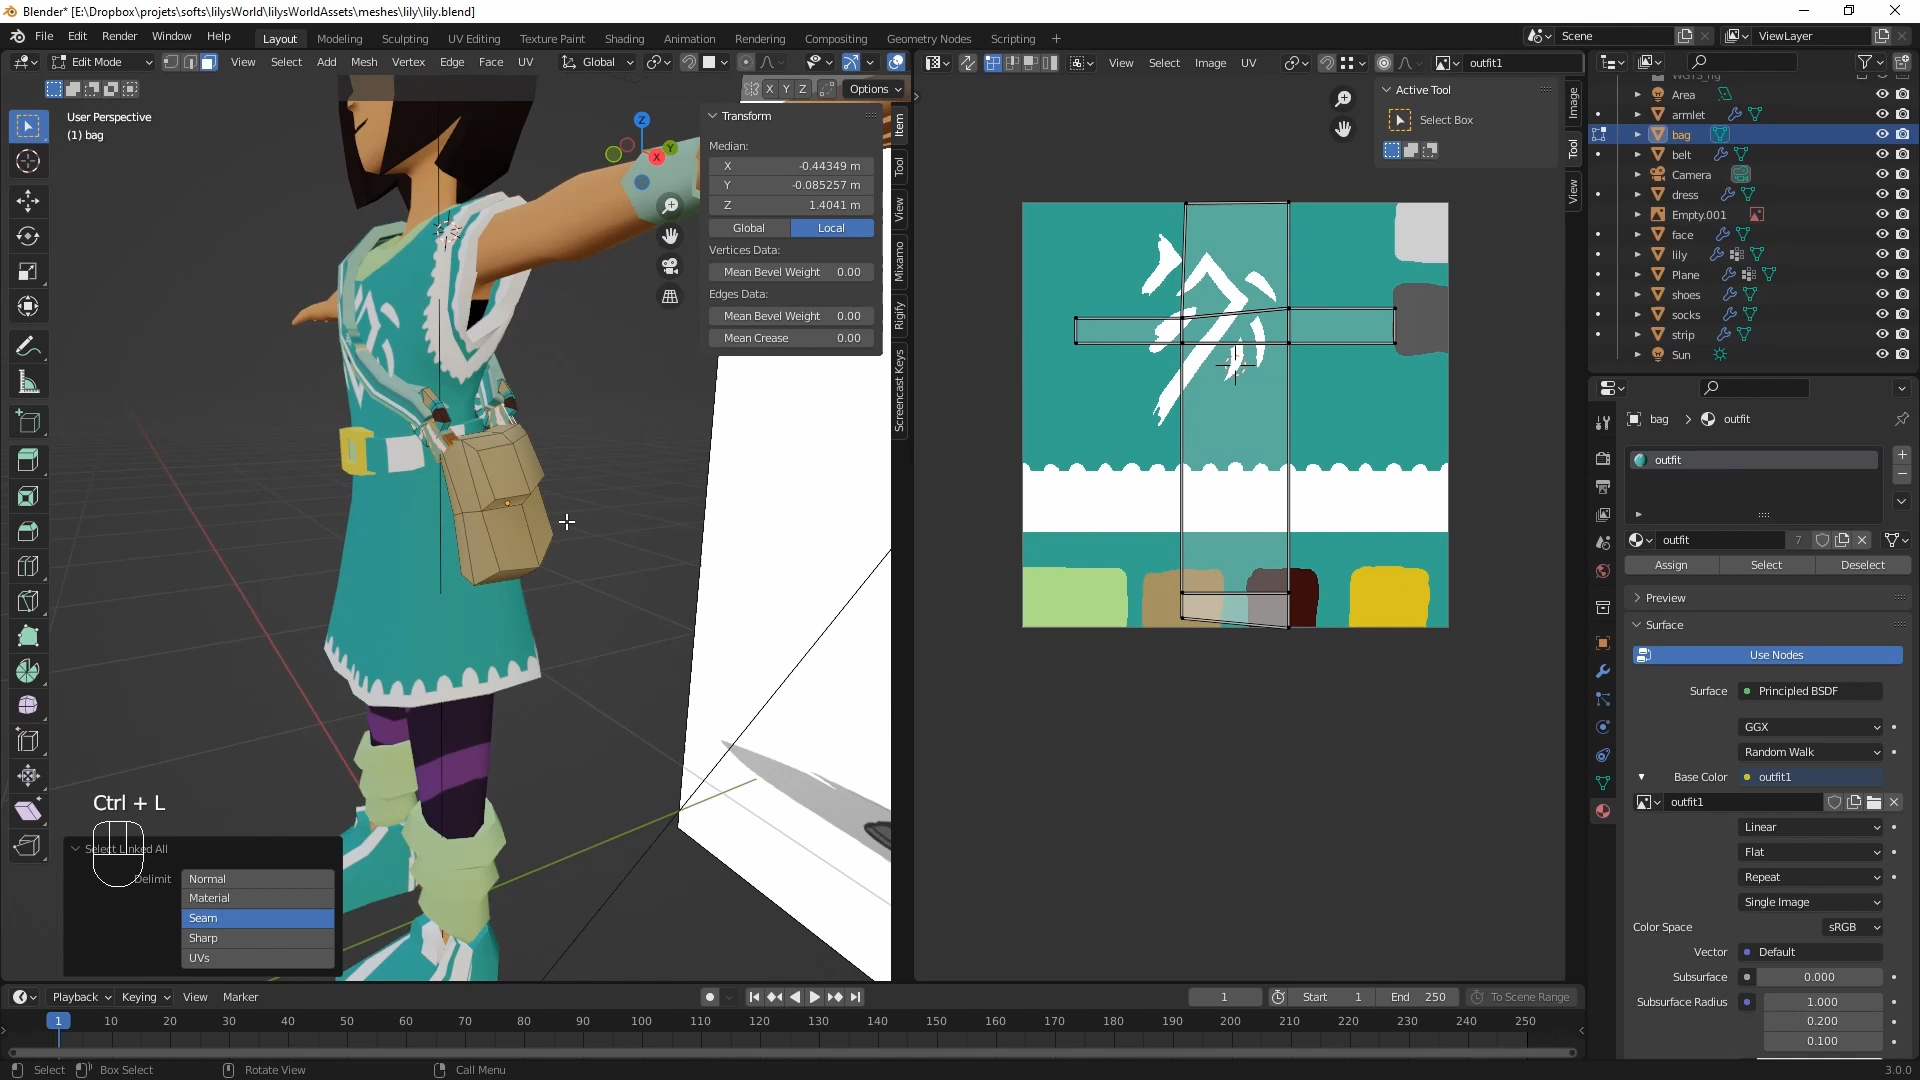 Blender* [E:\Dropbox\projets\softs\lilysWorld\lilysWorldAssets\meshes\lily\lily.blend]
File Edit Render Window Help Layout Modeling Sculpting UV Editing Texture Paint Shading Animation Rendering Compositing Geometry Nodes Scripting + Scene ViewLayer
Edit Mode View Select Add Mesh Vertex Edge Face UV Global
View Select Image UV outfit1
X Y Z Options
User Perspective
(1) bag
Z
Y
X
Transform
Median:
X -0.44349 m
Y -0.085257 m
Z 1.4041 m
Global Local
Vertices Data:
Mean Bevel Weight 0.00
Edges Data:
Mean Bevel Weight 0.00
Mean Crease 0.00
Item
Tool
View
Mixamo
Rigify
Screencast Keys
Active Tool
Select Box
Image
Tool
View
Area
armlet
bag
belt
Camera
dress
Empty.001
face
lily
Plane
shoes
socks
strip
Sun
bag > outfit
outfit
outfit 7
Assign Select Deselect
Preview
Surface
Use Nodes
Surface Principled BSDF
GGX
Random Walk
Base Color outfit1
outfit1
Linear
Flat
Repeat
Single Image
Color Space sRGB
Vector Default
Subsurface 0.000
Subsurface Radius 1.000
0.200
0.100
Ctrl + L
Select Linked All
Delimit Normal
Material
Seam
Sharp
UVs
Playback Keying View Marker 1 Start 1 End 250 To Scene Range
1 10 20 30 40 50 60 70 80 90 100 110 120 130 140 150 160 170 180 190 200 210 220 230 240 250
Select Box Select Rotate View Call Menu 3.0.0